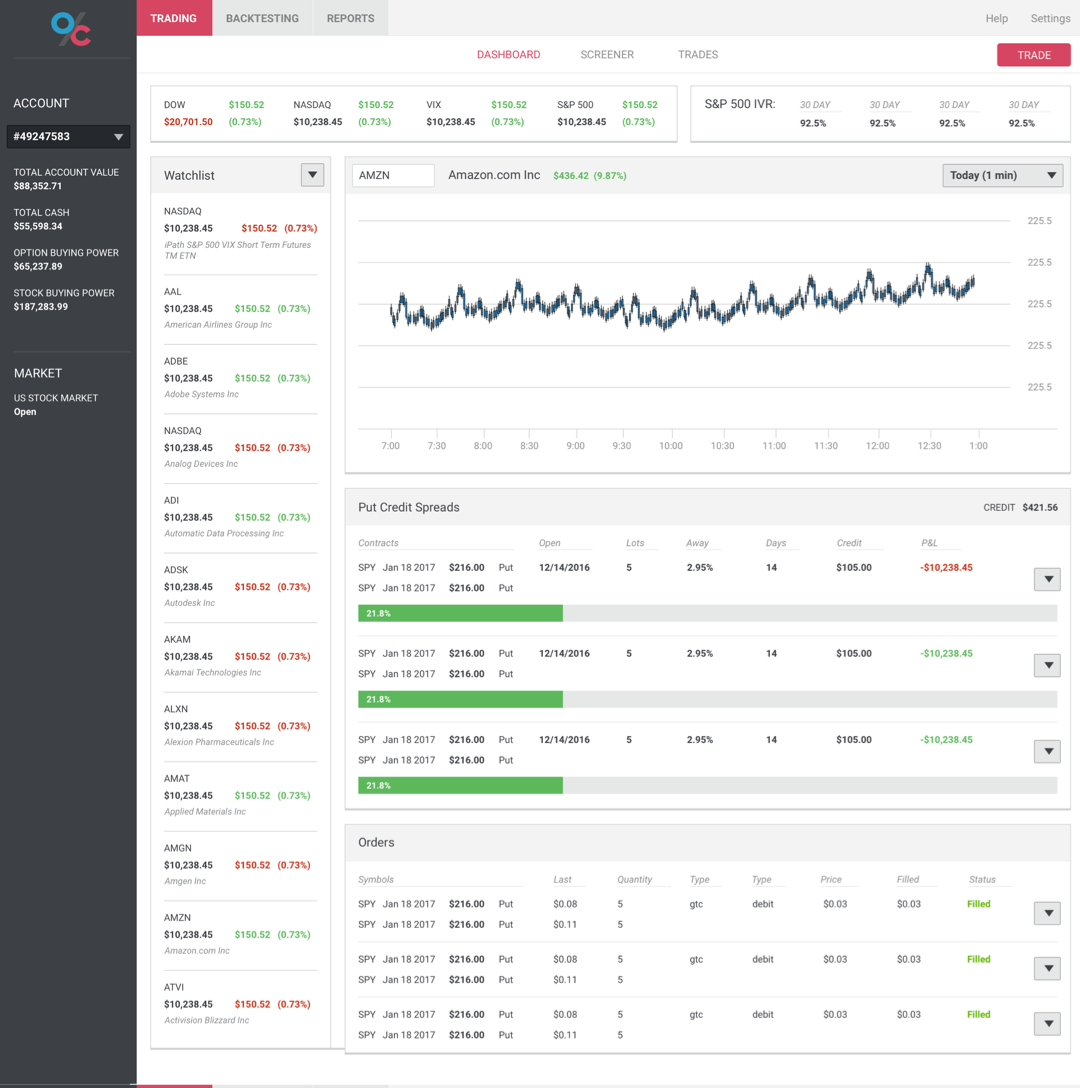 TRADING BACKTESTING REPORTS Help Settings
DASHBOARD SCREENER TRADES TRADE
ACCOUNT
#49247583
TOTAL ACCOUNT VALUE
$88,352.71
TOTAL CASH
$55,598.34
OPTION BUYING POWER
$65,237.89
STOCK BUYING POWER
$187,283.99
MARKET
US STOCK MARKET
Open
DOW $150.52 NASDAQ $150.52 VIX $150.52 S&P 500 $150.52
$20,701.50 (0.73%) $10,238.45 (0.73%) $10,238.45 (0.73%) $10,238.45 (0.73%)
S&P 500 IVR: 30 DAY 30 DAY 30 DAY 30 DAY
92.5% 92.5% 92.5% 92.5%
Watchlist
NASDAQ
$10,238.45 $150.52 (0.73%)
iPath S&P 500 VIX Short Term Futures
TM ETN
AAL
$10,238.45 $150.52 (0.73%)
American Airlines Group Inc
ADBE
$10,238.45 $150.52 (0.73%)
Adobe Systems Inc
NASDAQ
$10,238.45 $150.52 (0.73%)
Analog Devices Inc
ADI
$10,238.45 $150.52 (0.73%)
Automatic Data Processing Inc
ADSK
$10,238.45 $150.52 (0.73%)
Autodesk Inc
AKAM
$10,238.45 $150.52 (0.73%)
Akamai Technologies Inc
ALXN
$10,238.45 $150.52 (0.73%)
Alexion Pharmaceuticals Inc
AMAT
$10,238.45 $150.52 (0.73%)
Applied Materials Inc
AMGN
$10,238.45 $150.52 (0.73%)
Amgen Inc
AMZN
$10,238.45 $150.52 (0.73%)
Amazon.com Inc
ATVI
$10,238.45 $150.52 (0.73%)
Activision Blizzard Inc
AMZN Amazon.com Inc $436.42 (9.87%) Today (1 min)
225.5
225.5
225.5
225.5
225.5
7:00 7:30 8:00 8:30 9:00 9:30 10:00 10:30 11:00 11:30 12:00 12:30 1:00
Put Credit Spreads CREDIT $421.56
Contracts Open Lots Away Days Credit P&L
SPY Jan 18 2017 $216.00 Put 12/14/2016 5 2.95% 14 $105.00 -$10,238.45
SPY Jan 18 2017 $216.00 Put
21.8%
SPY Jan 18 2017 $216.00 Put 12/14/2016 5 2.95% 14 $105.00 -$10,238.45
SPY Jan 18 2017 $216.00 Put
21.8%
SPY Jan 18 2017 $216.00 Put 12/14/2016 5 2.95% 14 $105.00 -$10,238.45
SPY Jan 18 2017 $216.00 Put
21.8%
Orders
Symbols Last Quantity Type Type Price Filled Status
SPY Jan 18 2017 $216.00 Put $0.08 5 gtc debit $0.03 $0.03 Filled
SPY Jan 18 2017 $216.00 Put $0.11 5
SPY Jan 18 2017 $216.00 Put $0.08 5 gtc debit $0.03 $0.03 Filled
SPY Jan 18 2017 $216.00 Put $0.11 5
SPY Jan 18 2017 $216.00 Put $0.08 5 gtc debit $0.03 $0.03 Filled
SPY Jan 18 2017 $216.00 Put $0.11 5